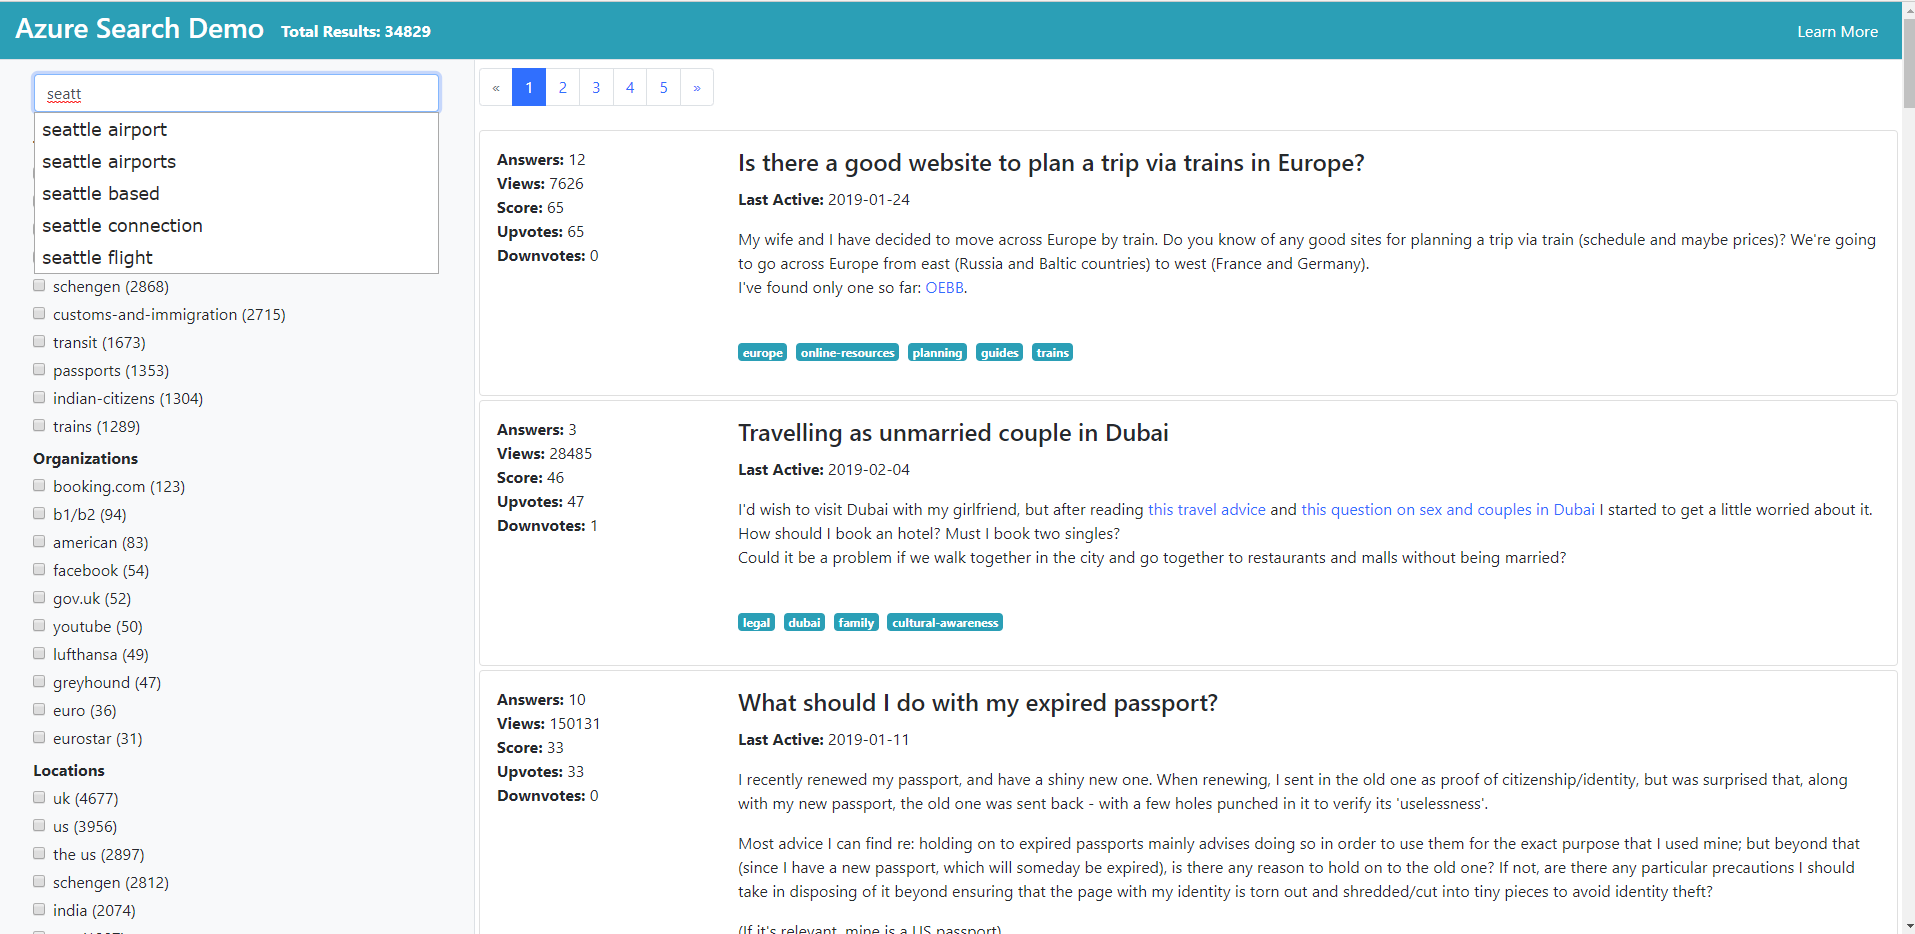 Azure Search Demo Total Results: 34829 Learn More
seatt
seattle airport
seattle airports
seattle based
seattle connection
seattle flight
schengen (2868)
customs-and-immigration (2715)
transit (1673)
passports (1353)
indian-citizens (1304)
trains (1289)
Organizations
booking.com (123)
b1/b2 (94)
american (83)
facebook (54)
gov.uk (52)
youtube (50)
lufthansa (49)
greyhound (47)
euro (36)
eurostar (31)
Locations
uk (4677)
us (3956)
the us (2897)
schengen (2812)
india (2074)
« 1 2 3 4 5 »
Answers: 12
Views: 7626
Score: 65
Upvotes: 65
Downvotes: 0
Is there a good website to plan a trip via trains in Europe?
Last Active: 2019-01-24
My wife and I have decided to move across Europe by train. Do you know of any good sites for planning a trip via train (schedule and maybe prices)? We're going
to go across Europe from east (Russia and Baltic countries) to west (France and Germany).
I've found only one so far: OEBB.
europe online-resources planning guides trains
Answers: 3
Views: 28485
Score: 46
Upvotes: 47
Downvotes: 1
Travelling as unmarried couple in Dubai
Last Active: 2019-02-04
I'd wish to visit Dubai with my girlfriend, but after reading this travel advice and this question on sex and couples in Dubai I started to get a little worried about it.
How should I book an hotel? Must I book two singles?
Could it be a problem if we walk together in the city and go together to restaurants and malls without being married?
legal dubai family cultural-awareness
Answers: 10
Views: 150131
Score: 33
Upvotes: 33
Downvotes: 0
What should I do with my expired passport?
Last Active: 2019-01-11
I recently renewed my passport, and have a shiny new one. When renewing, I sent in the old one as proof of citizenship/identity, but was surprised that, along
with my new passport, the old one was sent back - with a few holes punched in it to verify its 'uselessness'.
Most advice I can find re: holding on to expired passports mainly advises doing so in order to use them for the exact purpose that I used mine; but beyond that
(since I have a new passport, which will someday be expired), is there any reason to hold on to the old one? If not, are there any particular precautions I should
take in disposing of it beyond ensuring that the page with my identity is torn out and shredded/cut into tiny pieces to avoid identity theft?
(If it's relevant, mine is a US passport)